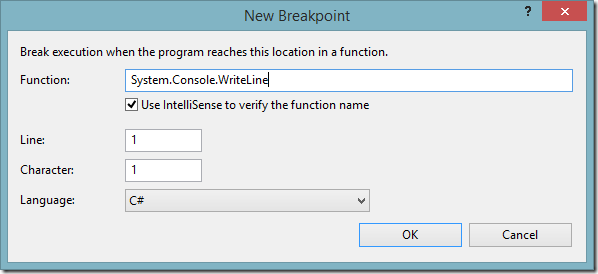 New Breakpoint
?
Break execution when the program reaches this location in a function.
Function: System.Console.WriteLine
Use IntelliSense to verify the function name
Line: 1
Character: 1
Language: C#
OK Cancel